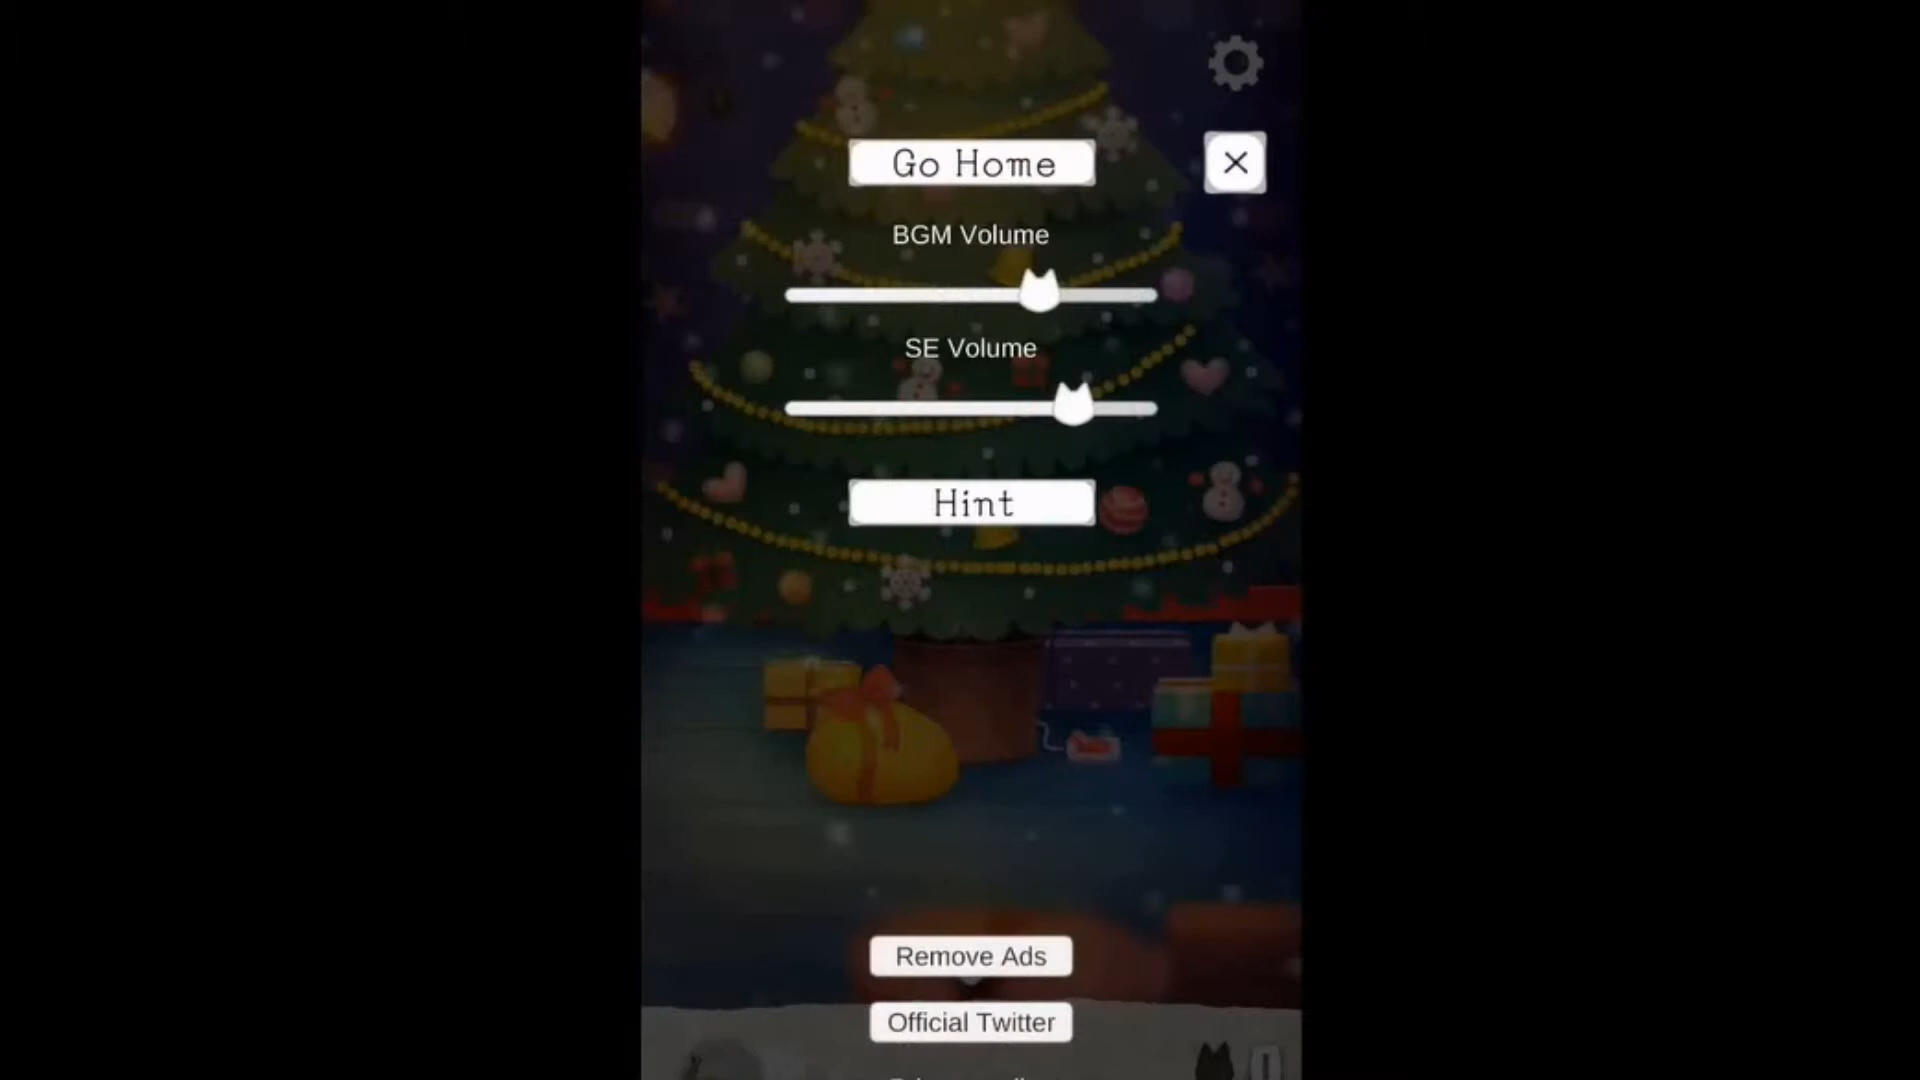 Go Home
BGM Volume
SE Volume
Hint
Remove Ads
Official Twitter